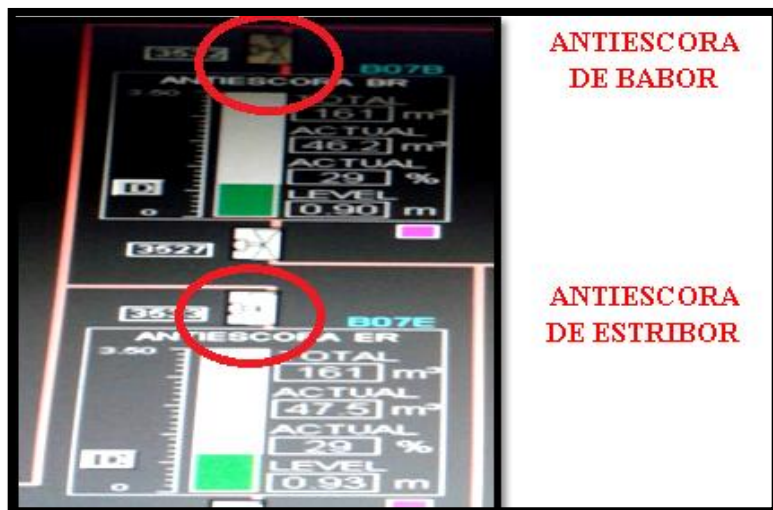 ANTIESCORA
DE BABOR
B07B
ANTIESCORA BR
3.50
TOTAL
161 m³
ACTUAL
46.2 m³
ACTUAL
29 %
LEVEL
D
0
0.90 m
3527
ANTIESCORA
DE ESTRIBOR
B07E
ANTIESCORA ER
3.50
TOTAL
161 m³
ACTUAL
47.5 m³
ACTUAL
29 %
LEVEL
D
0
0.93 m